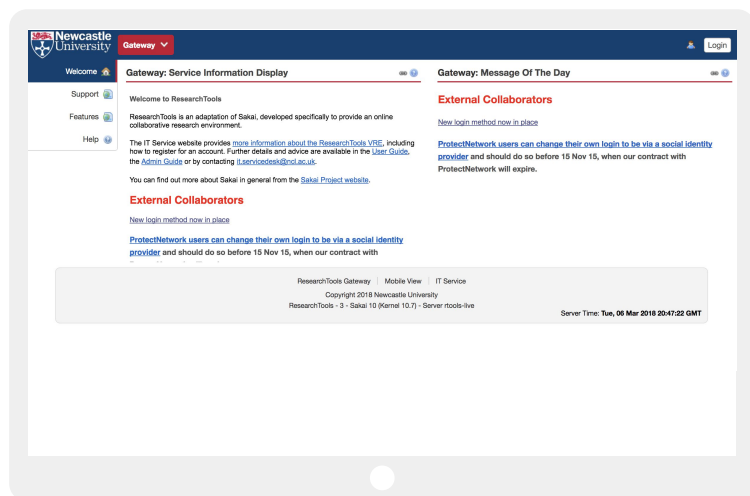 Newcastle
University
Gateway
Login
Welcome
Support
Features
Help
Gateway: Service Information Display
Welcome to ResearchTools
ResearchTools is an adaptation of Sakai, developed specifically to provide an online
collaborative research environment.
The IT Service website provides more information about the ResearchTools VRE, including
how to register for an account. Further details and advice are available in the User Guide,
the Admin Guide or by contacting it.servicedesk@ncl.ac.uk.
You can find out more about Sakai in general from the Sakai Project website.
External Collaborators
New login method now in place
ProtectNetwork users can change their own login to be via a social identity
provider and should do so before 15 Nov 15, when our contract with
Gateway: Message Of The Day
External Collaborators
New login method now in place
ProtectNetwork users can change their own login to be via a social identity
provider and should do so before 15 Nov 15, when our contract with
ProtectNetwork will expire.
ResearchTools Gateway | Mobile View | IT Service
Copyright 2018 Newcastle University
ResearchTools - 3 - Sakai 10 (Kernel 10.7) - Server rtools-live
Server Time: Tue, 06 Mar 2018 20:47:22 GMT